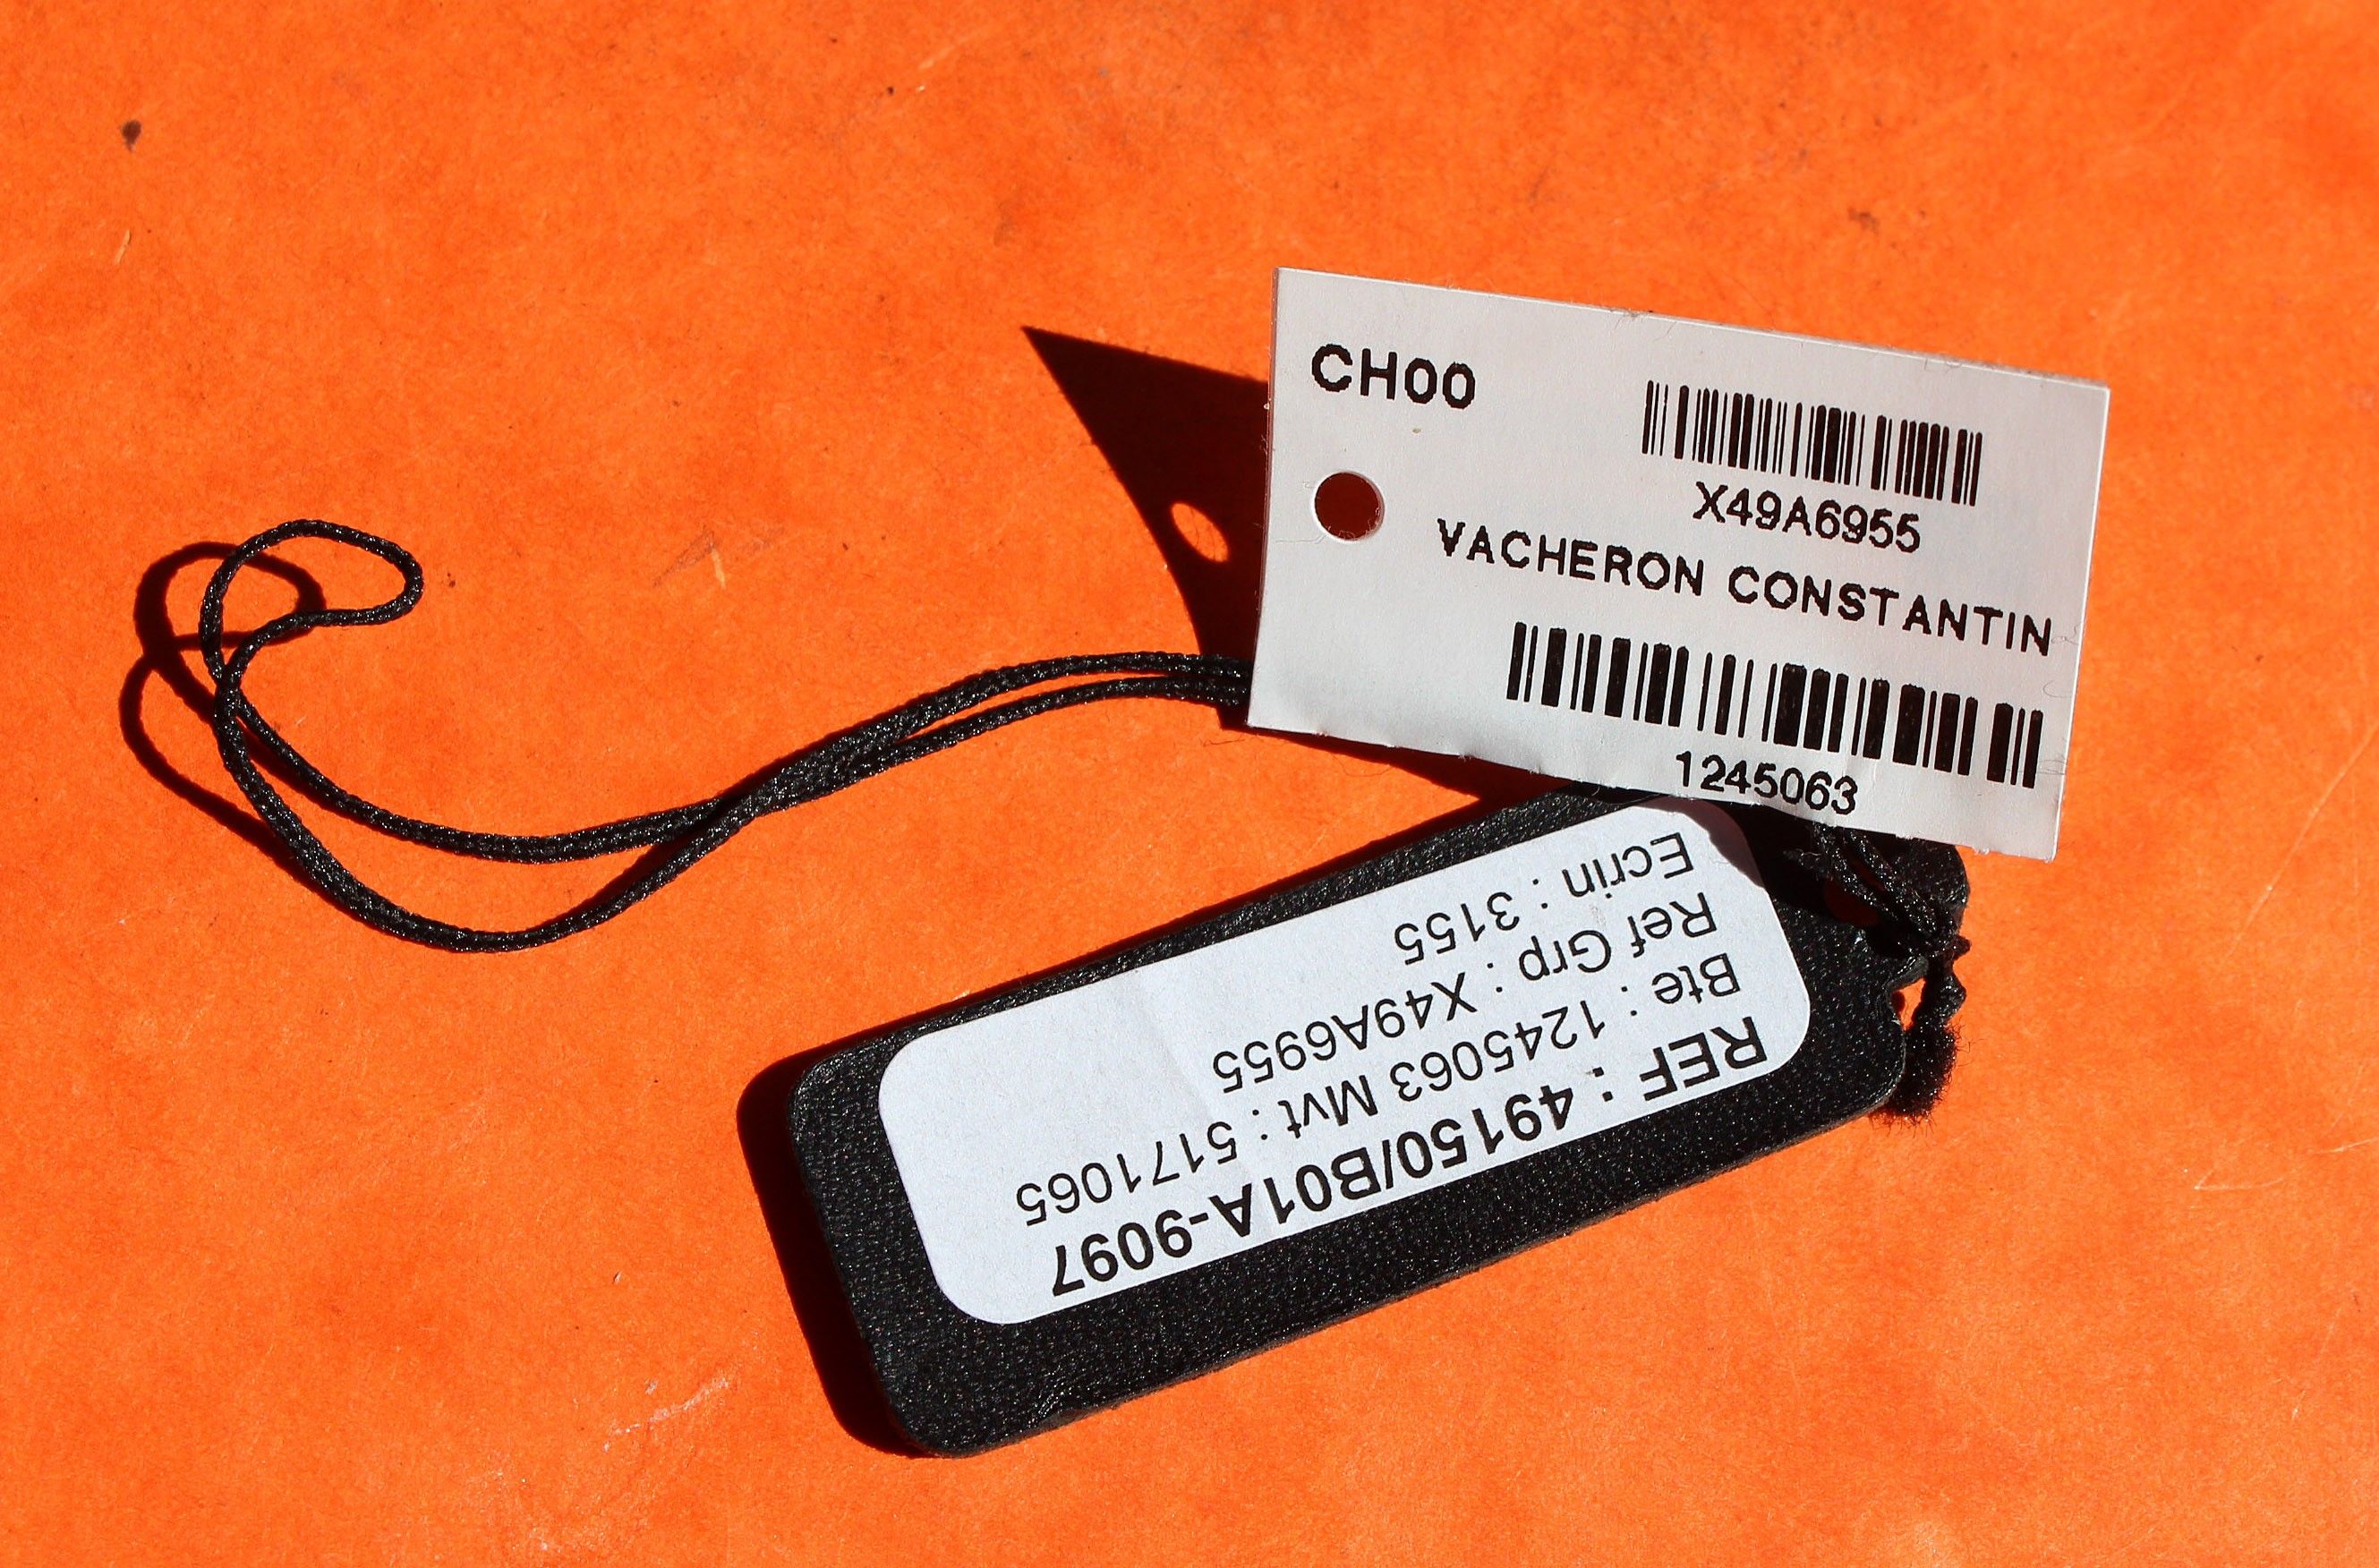 CH00
X49A6955
VACHERON CONSTANTIN
1245063
REF : 49150/B01A-9097
Bte : 1245063 Mvt : 5171065
Ref Grp : X49A6955
Ecrin : 3155